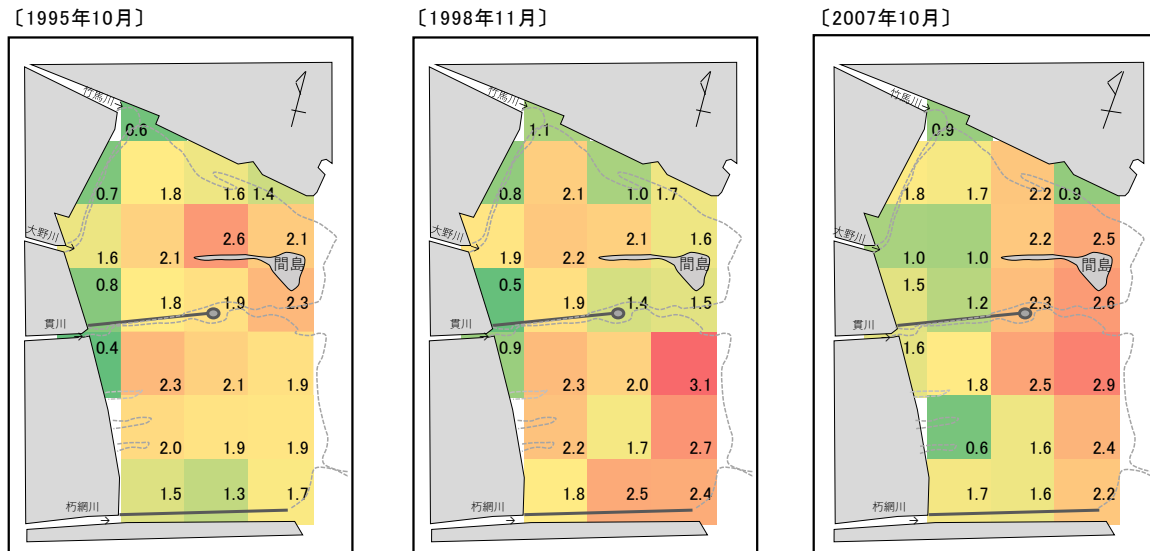 〔1995年10月〕
竹馬川
0.6
0.7 1.8 1.6 1.4
大野川
1.6 2.1 2.6 2.1
間島
0.8 1.8 1.9 2.3
貫川
0.4 2.3 2.1 1.9
2.0 1.9 1.9
1.5 1.3 1.7
朽網川
〔1998年11月〕
竹馬川
1.1
0.8 2.1 1.0 1.7
大野川
1.9 2.2 2.1 1.6
間島
0.5 1.9 1.4 1.5
貫川
0.9 2.3 2.0 3.1
2.2 1.7 2.7
1.8 2.5 2.4
朽網川
〔2007年10月〕
竹馬川
0.9
1.8 1.7 2.2 0.9
大野川
1.0 1.0 2.2 2.5
間島
1.5 1.2 2.3 2.6
貫川
1.6 1.8 2.5 2.9
0.6 1.6 2.4
1.7 1.6 2.2
朽網川